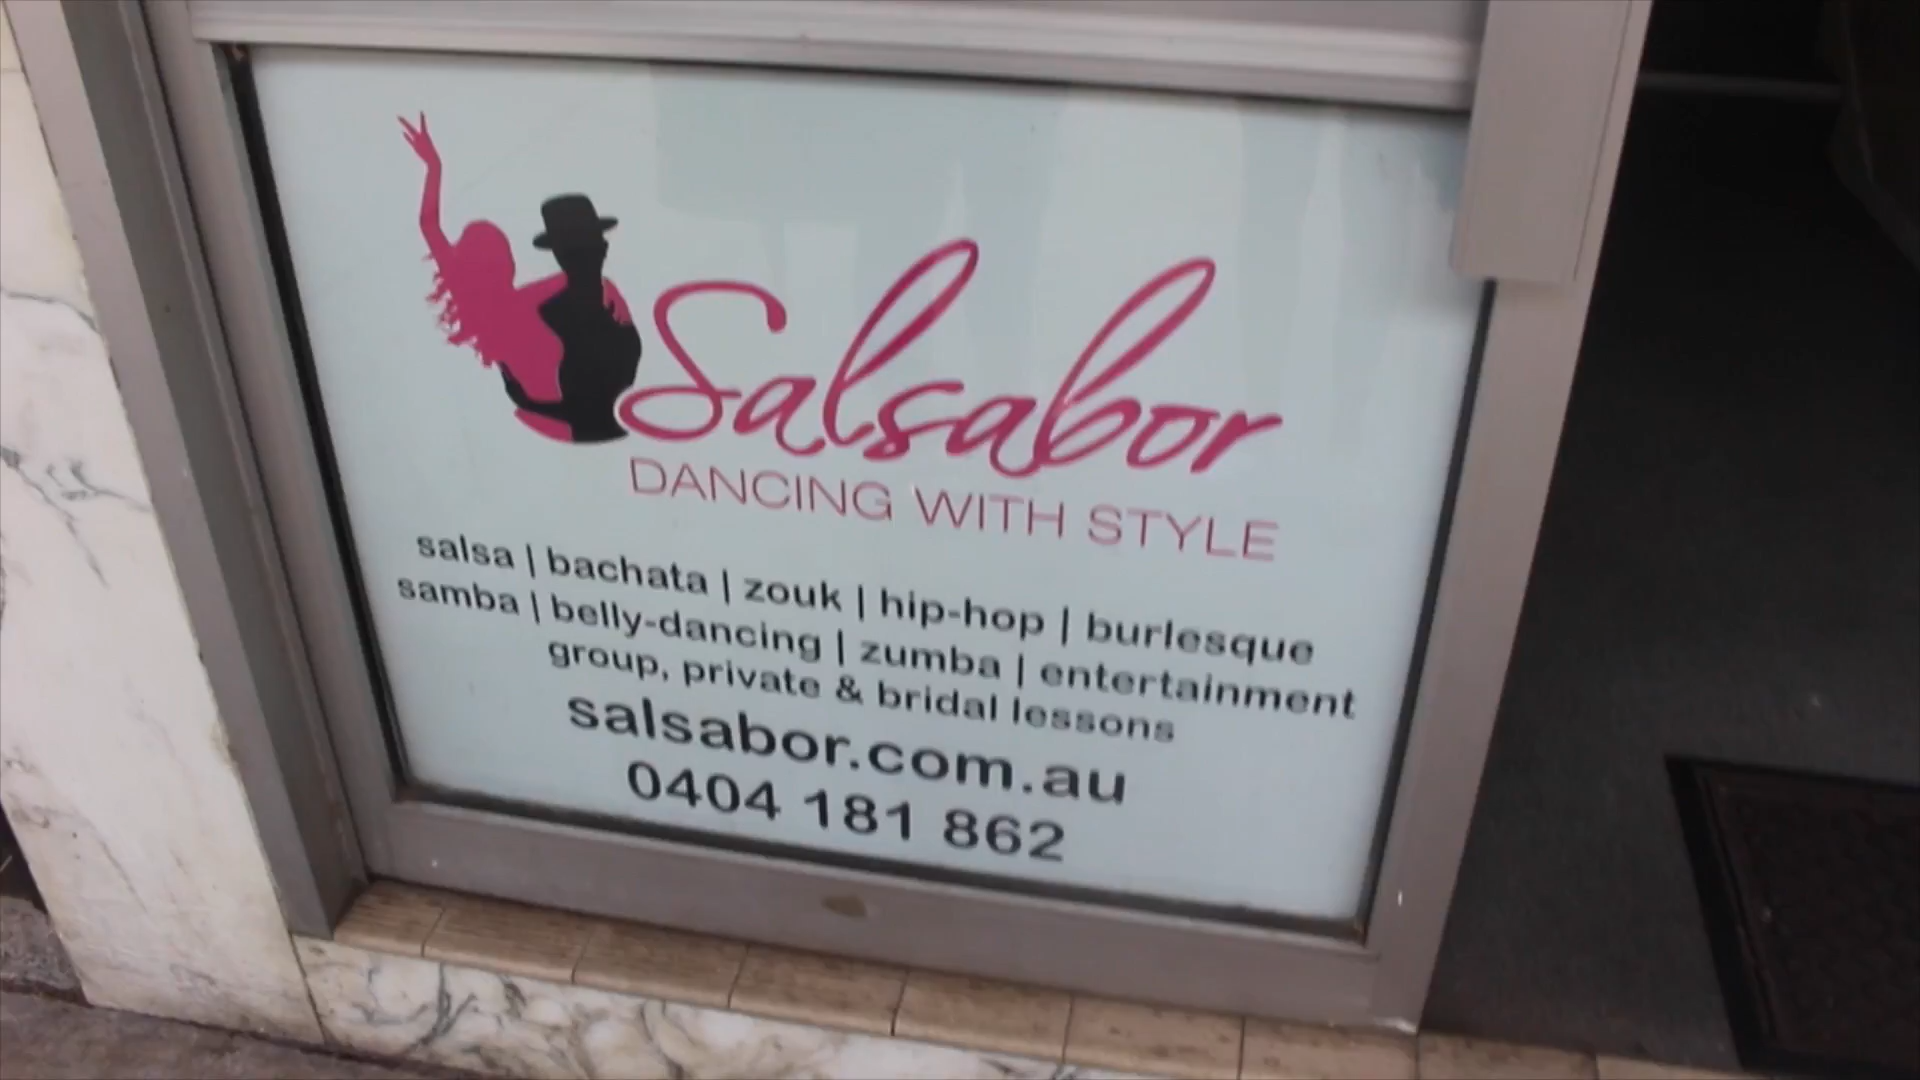 Salsabor
DANCING WITH STYLE
salsa | bachata | zouk | hip-hop | burlesque
samba | belly-dancing | zumba | entertainment
group, private & bridal lessons
salsabor.com.au
0404 181 862